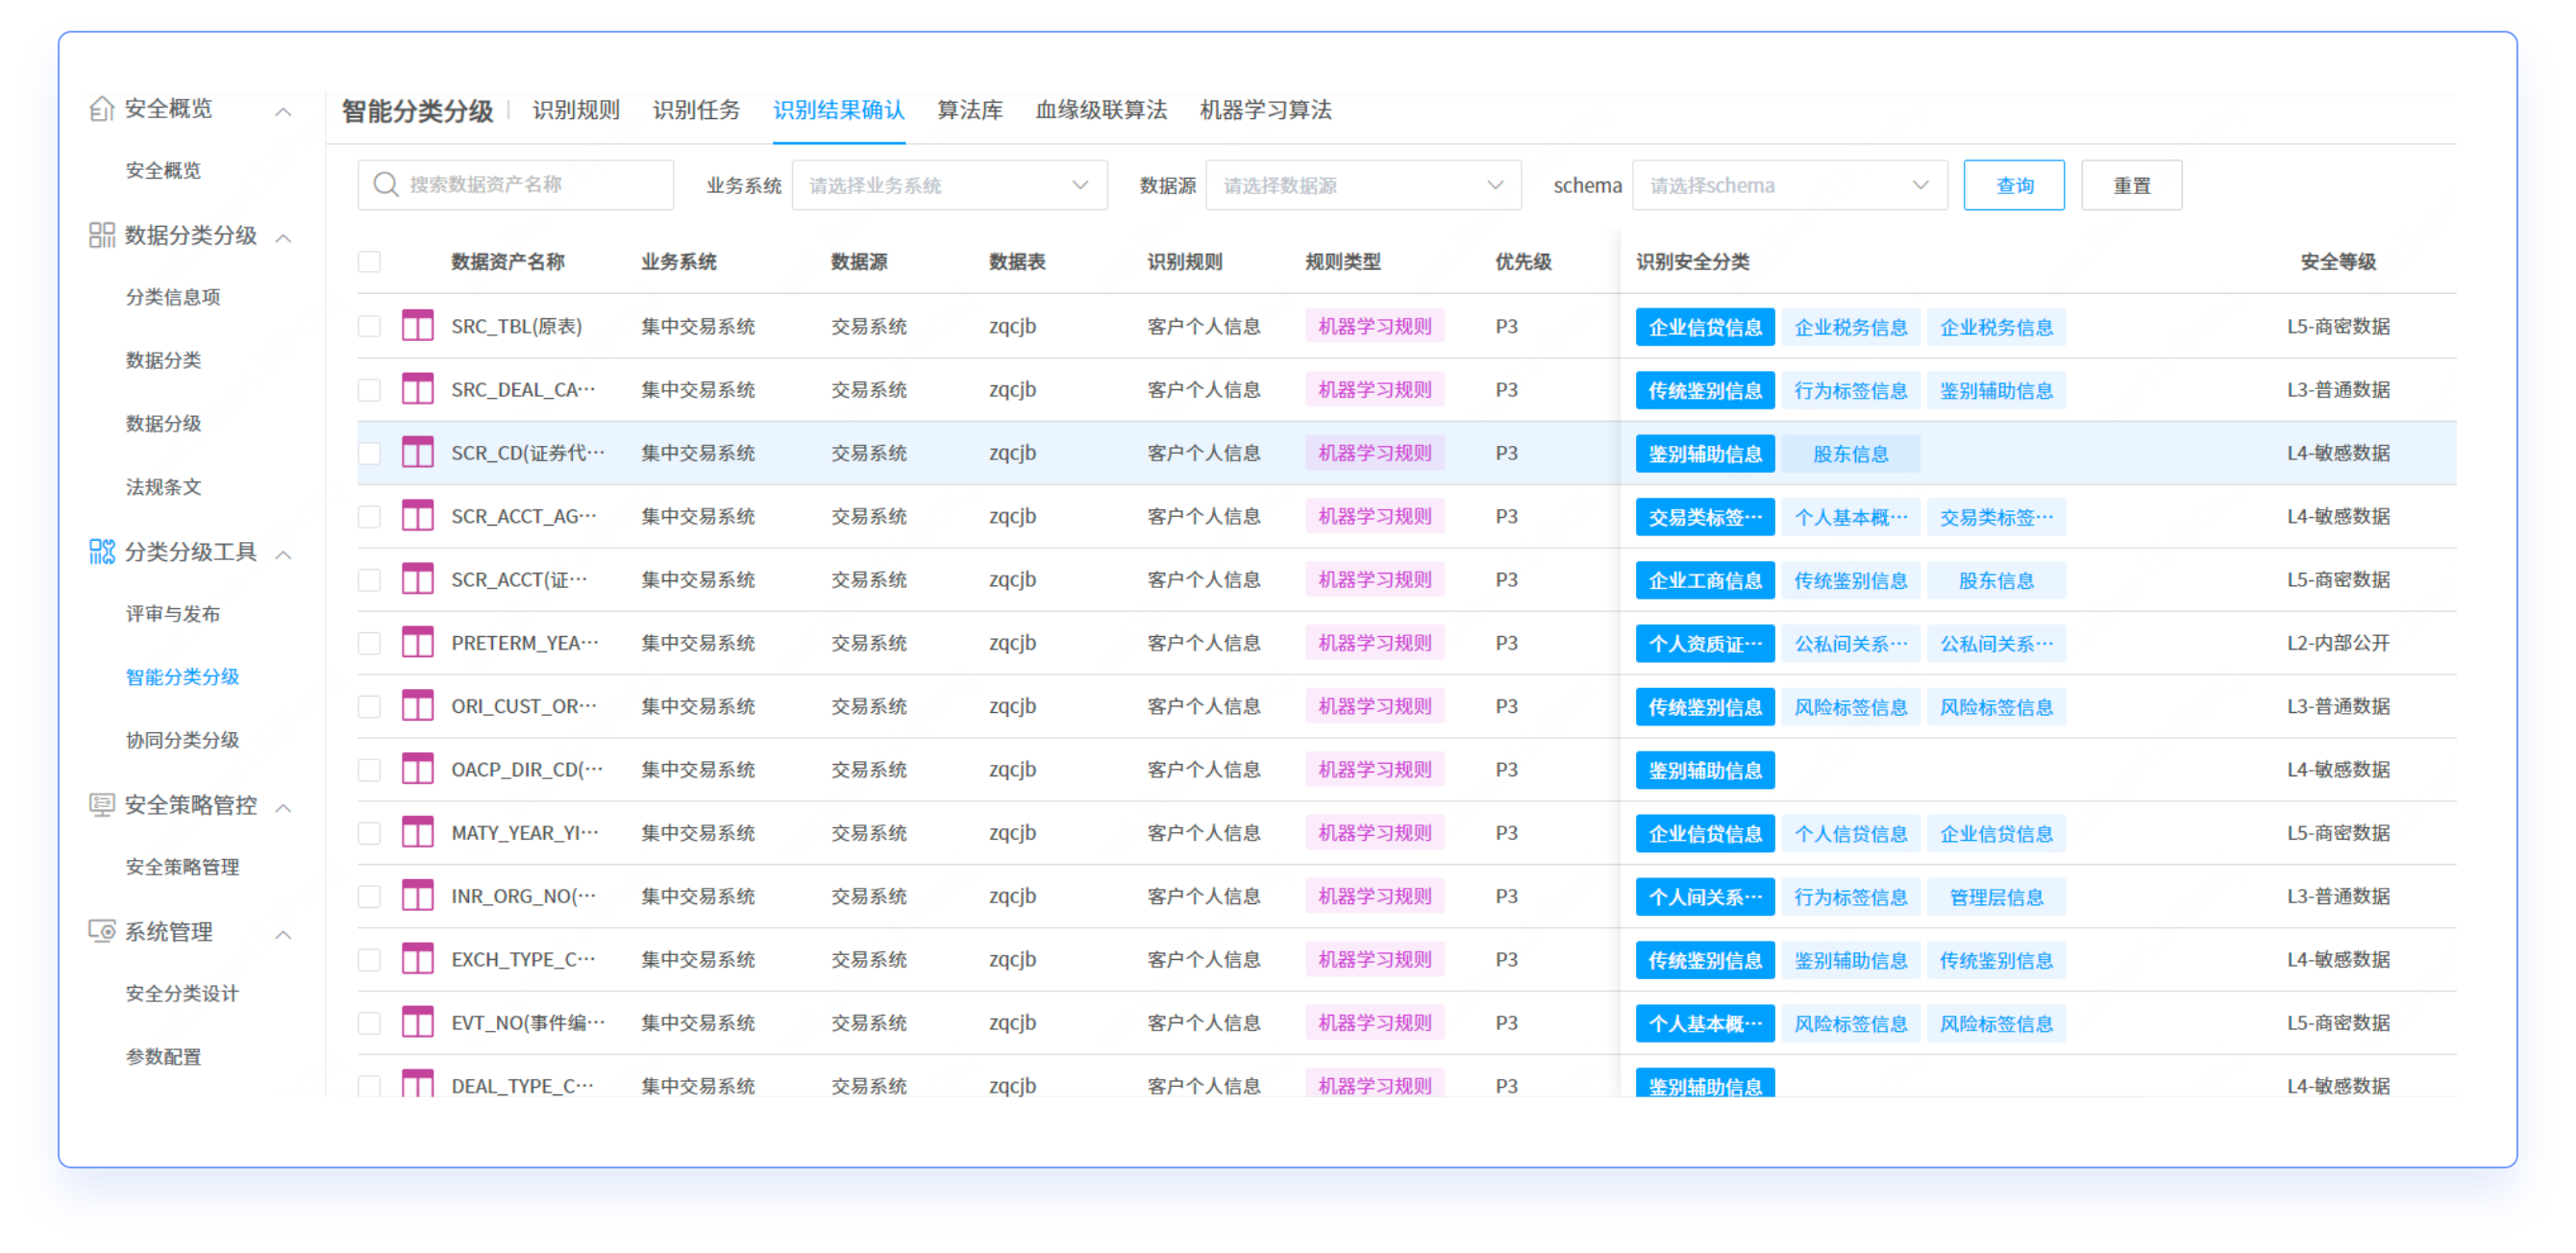 安全概览
安全概览
数据分类分级
分类信息项
数据分类
数据分级
法规条文
分类分级工具
评审与发布
智能分类分级
协同分类分级
安全策略管控
安全策略管理
系统管理
安全分类设计
参数配置
智能分类分级 识别规则 识别任务 识别结果确认 算法库 血缘级联算法 机器学习算法
搜索数据资产名称 业务系统 请选择业务系统 数据源 请选择数据源 schema 请选择schema 查询 重置
数据资产名称 业务系统 数据源 数据表 识别规则 规则类型 优先级 识别安全分类 安全等级
SRC_TBL(原表) 集中交易系统 交易系统 zqcjb 客户个人信息 机器学习规则 P3 企业信贷信息 企业税务信息 企业税务信息 L5-商密数据
SRC_DEAL_CA··· 集中交易系统 交易系统 zqcjb 客户个人信息 机器学习规则 P3 传统鉴别信息 行为标签信息 鉴别辅助信息 L3-普通数据
SCR_CD(证券代··· 集中交易系统 交易系统 zqcjb 客户个人信息 机器学习规则 P3 鉴别辅助信息 股东信息 L4-敏感数据
SCR_ACCT_AG··· 集中交易系统 交易系统 zqcjb 客户个人信息 机器学习规则 P3 交易类标签··· 个人基本概··· 交易类标签··· L4-敏感数据
SCR_ACCT(证··· 集中交易系统 交易系统 zqcjb 客户个人信息 机器学习规则 P3 企业工商信息 传统鉴别信息 股东信息 L5-商密数据
PRETERM_YEA··· 集中交易系统 交易系统 zqcjb 客户个人信息 机器学习规则 P3 个人资质证··· 公私间关系··· 公私间关系··· L2-内部公开
ORI_CUST_OR··· 集中交易系统 交易系统 zqcjb 客户个人信息 机器学习规则 P3 传统鉴别信息 风险标签信息 风险标签信息 L3-普通数据
OACP_DIR_CD(··· 集中交易系统 交易系统 zqcjb 客户个人信息 机器学习规则 P3 鉴别辅助信息 L4-敏感数据
MATY_YEAR_YI··· 集中交易系统 交易系统 zqcjb 客户个人信息 机器学习规则 P3 企业信贷信息 个人信贷信息 企业信贷信息 L5-商密数据
INR_ORG_NO(··· 集中交易系统 交易系统 zqcjb 客户个人信息 机器学习规则 P3 个人间关系··· 行为标签信息 管理层信息 L3-普通数据
EXCH_TYPE_C··· 集中交易系统 交易系统 zqcjb 客户个人信息 机器学习规则 P3 传统鉴别信息 鉴别辅助信息 传统鉴别信息 L4-敏感数据
EVT_NO(事件编··· 集中交易系统 交易系统 zqcjb 客户个人信息 机器学习规则 P3 个人基本概··· 风险标签信息 风险标签信息 L5-商密数据
DEAL_TYPE_C··· 集中交易系统 交易系统 zqcjb 客户个人信息 机器学习规则 P3 鉴别辅助信息 L4-敏感数据